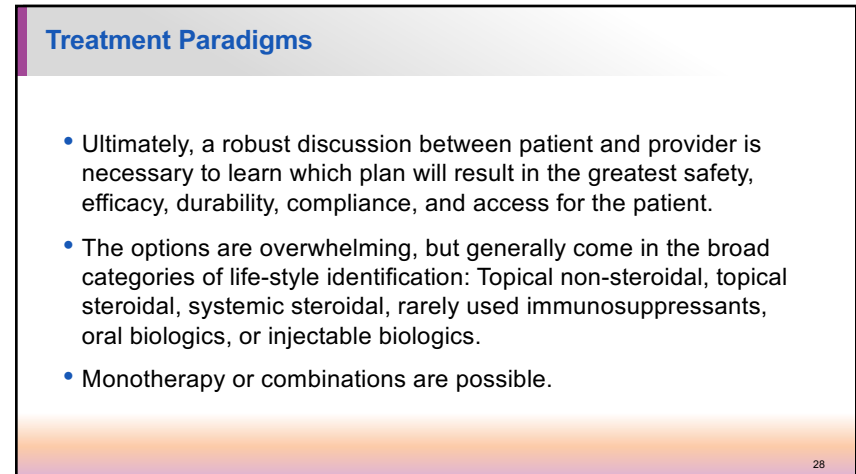 Treatment Paradigms
• Ultimately, a robust discussion between patient and provider is
necessary to learn which plan will result in the greatest safety,
efficacy, durability, compliance, and access for the patient.
• The options are overwhelming, but generally come in the broad
categories of life-style identification: Topical non-steroidal, topical
steroidal, systemic steroidal, rarely used immunosuppressants,
oral biologics, or injectable biologics.
• Monotherapy or combinations are possible.
28